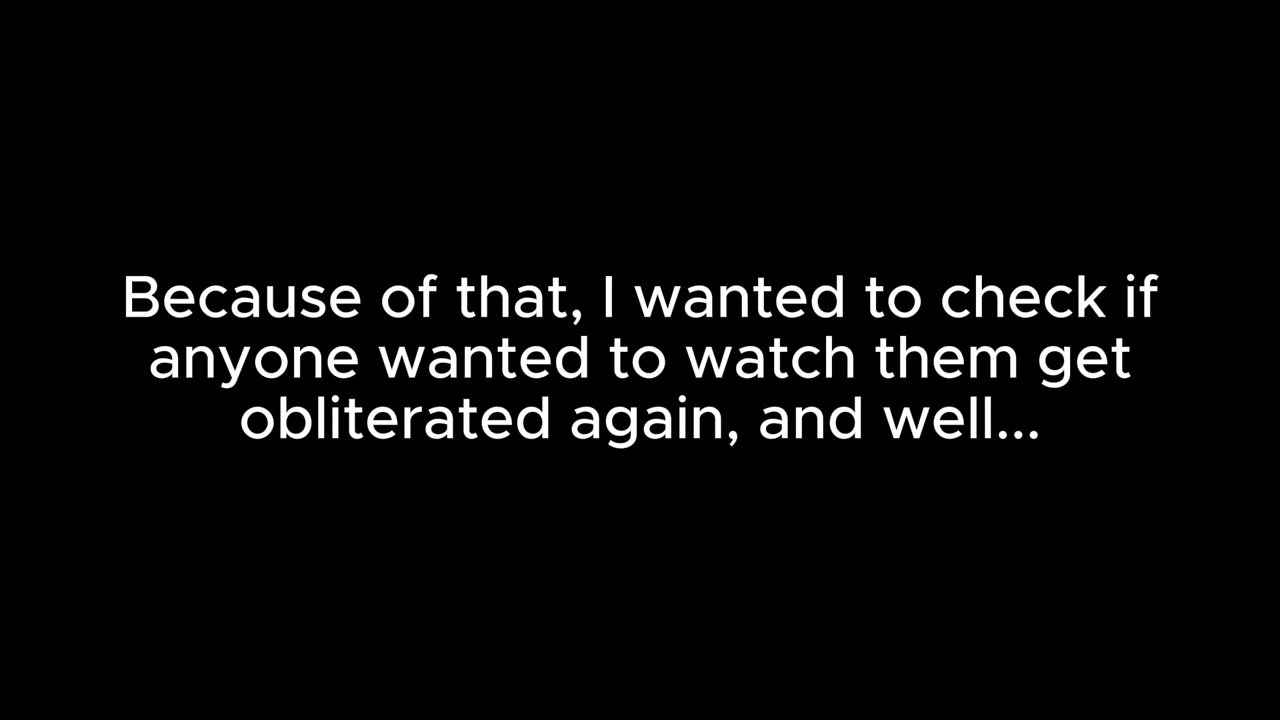 Because of that, I wanted to check if
anyone wanted to watch them get
obliterated again, and well...